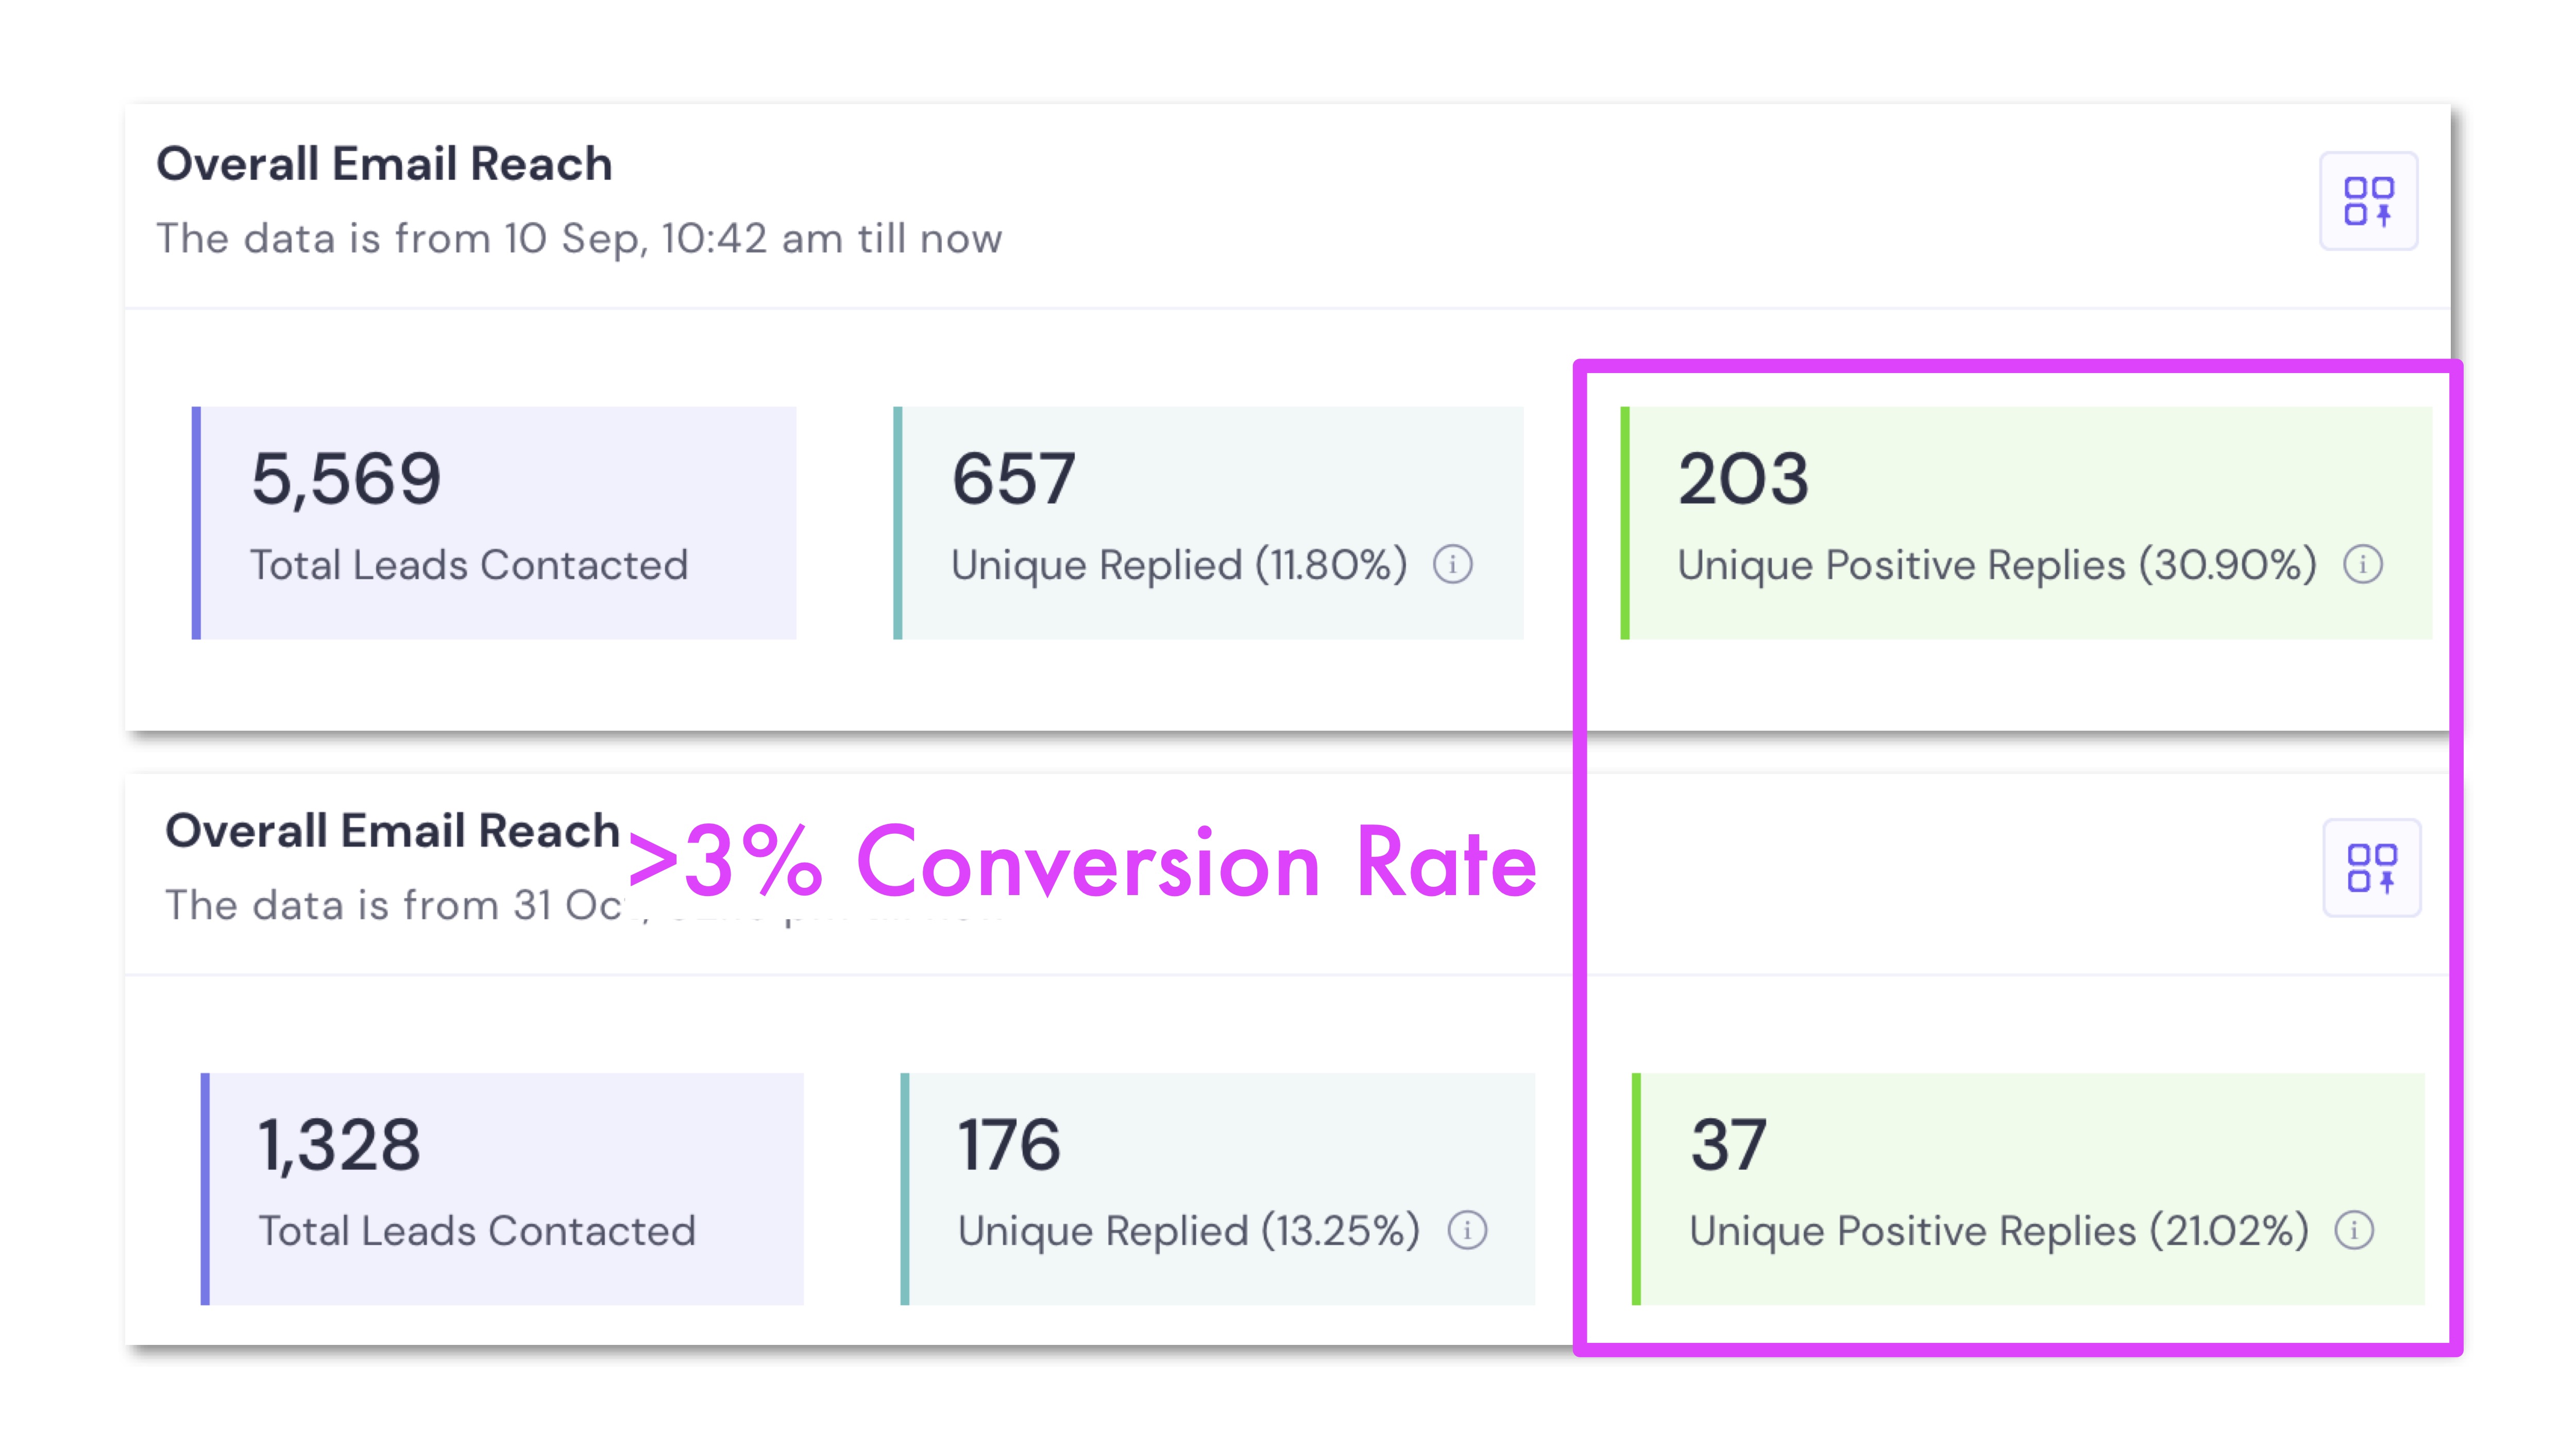 Overall Email Reach
The data is from 10 Sep, 10:42 am till now
5,569
Total Leads Contacted
657
Unique Replied (11.80%)
203
Unique Positive Replies (30.90%)
Overall Email Reach
>3% Conversion Rate
The data is from 31 Oct,
1,328
Total Leads Contacted
176
Unique Replied (13.25%)
37
Unique Positive Replies (21.02%)